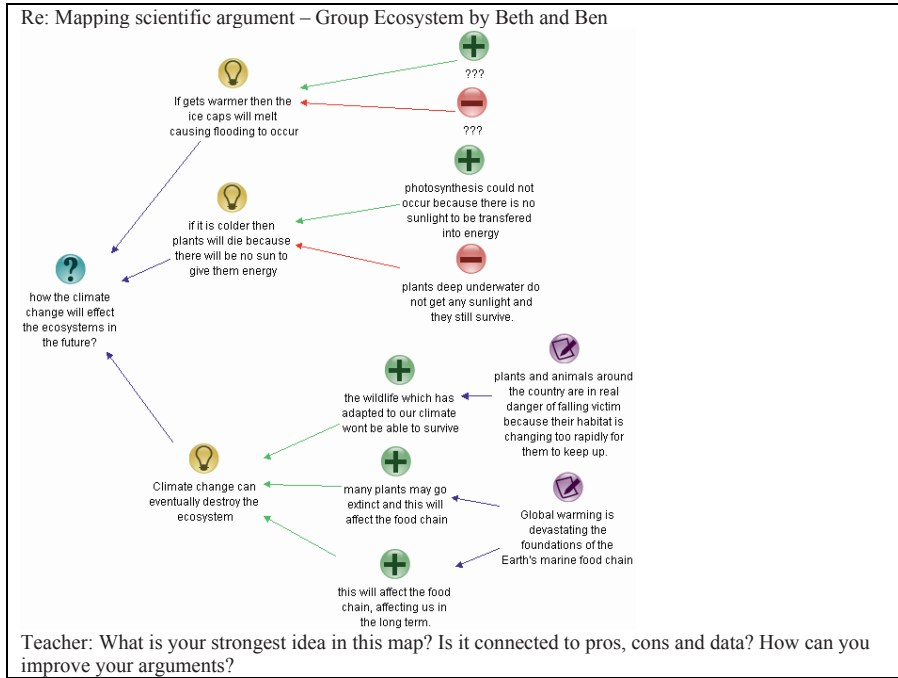 Re: Mapping scientific argument – Group Ecosystem by Beth and Ben
???
If gets warmer then the
ice caps will melt
causing flooding to occur
???
photosynthesis could not
occur because there is no
sunlight to be transfered
into energy
if it is colder then
plants will die because
there will be no sun to
give them energy
plants deep underwater do
not get any sunlight and
they still survive.
how the climate
change will effect
the ecosystems in
the future?
the wildlife which has
adapted to our climate
wont be able to survive
plants and animals around
the country are in real
danger of falling victim
because their habitat is
changing too rapidly for
them to keep up.
Climate change can
eventually destroy the
ecosystem
many plants may go
extinct and this will
affect the food chain
Global warming is
devastating the
foundations of the
Earth's marine food chain
this will affect the food
chain, affecting us in
the long term.
Teacher: What is your strongest idea in this map? Is it connected to pros, cons and data? How can you
improve your arguments?